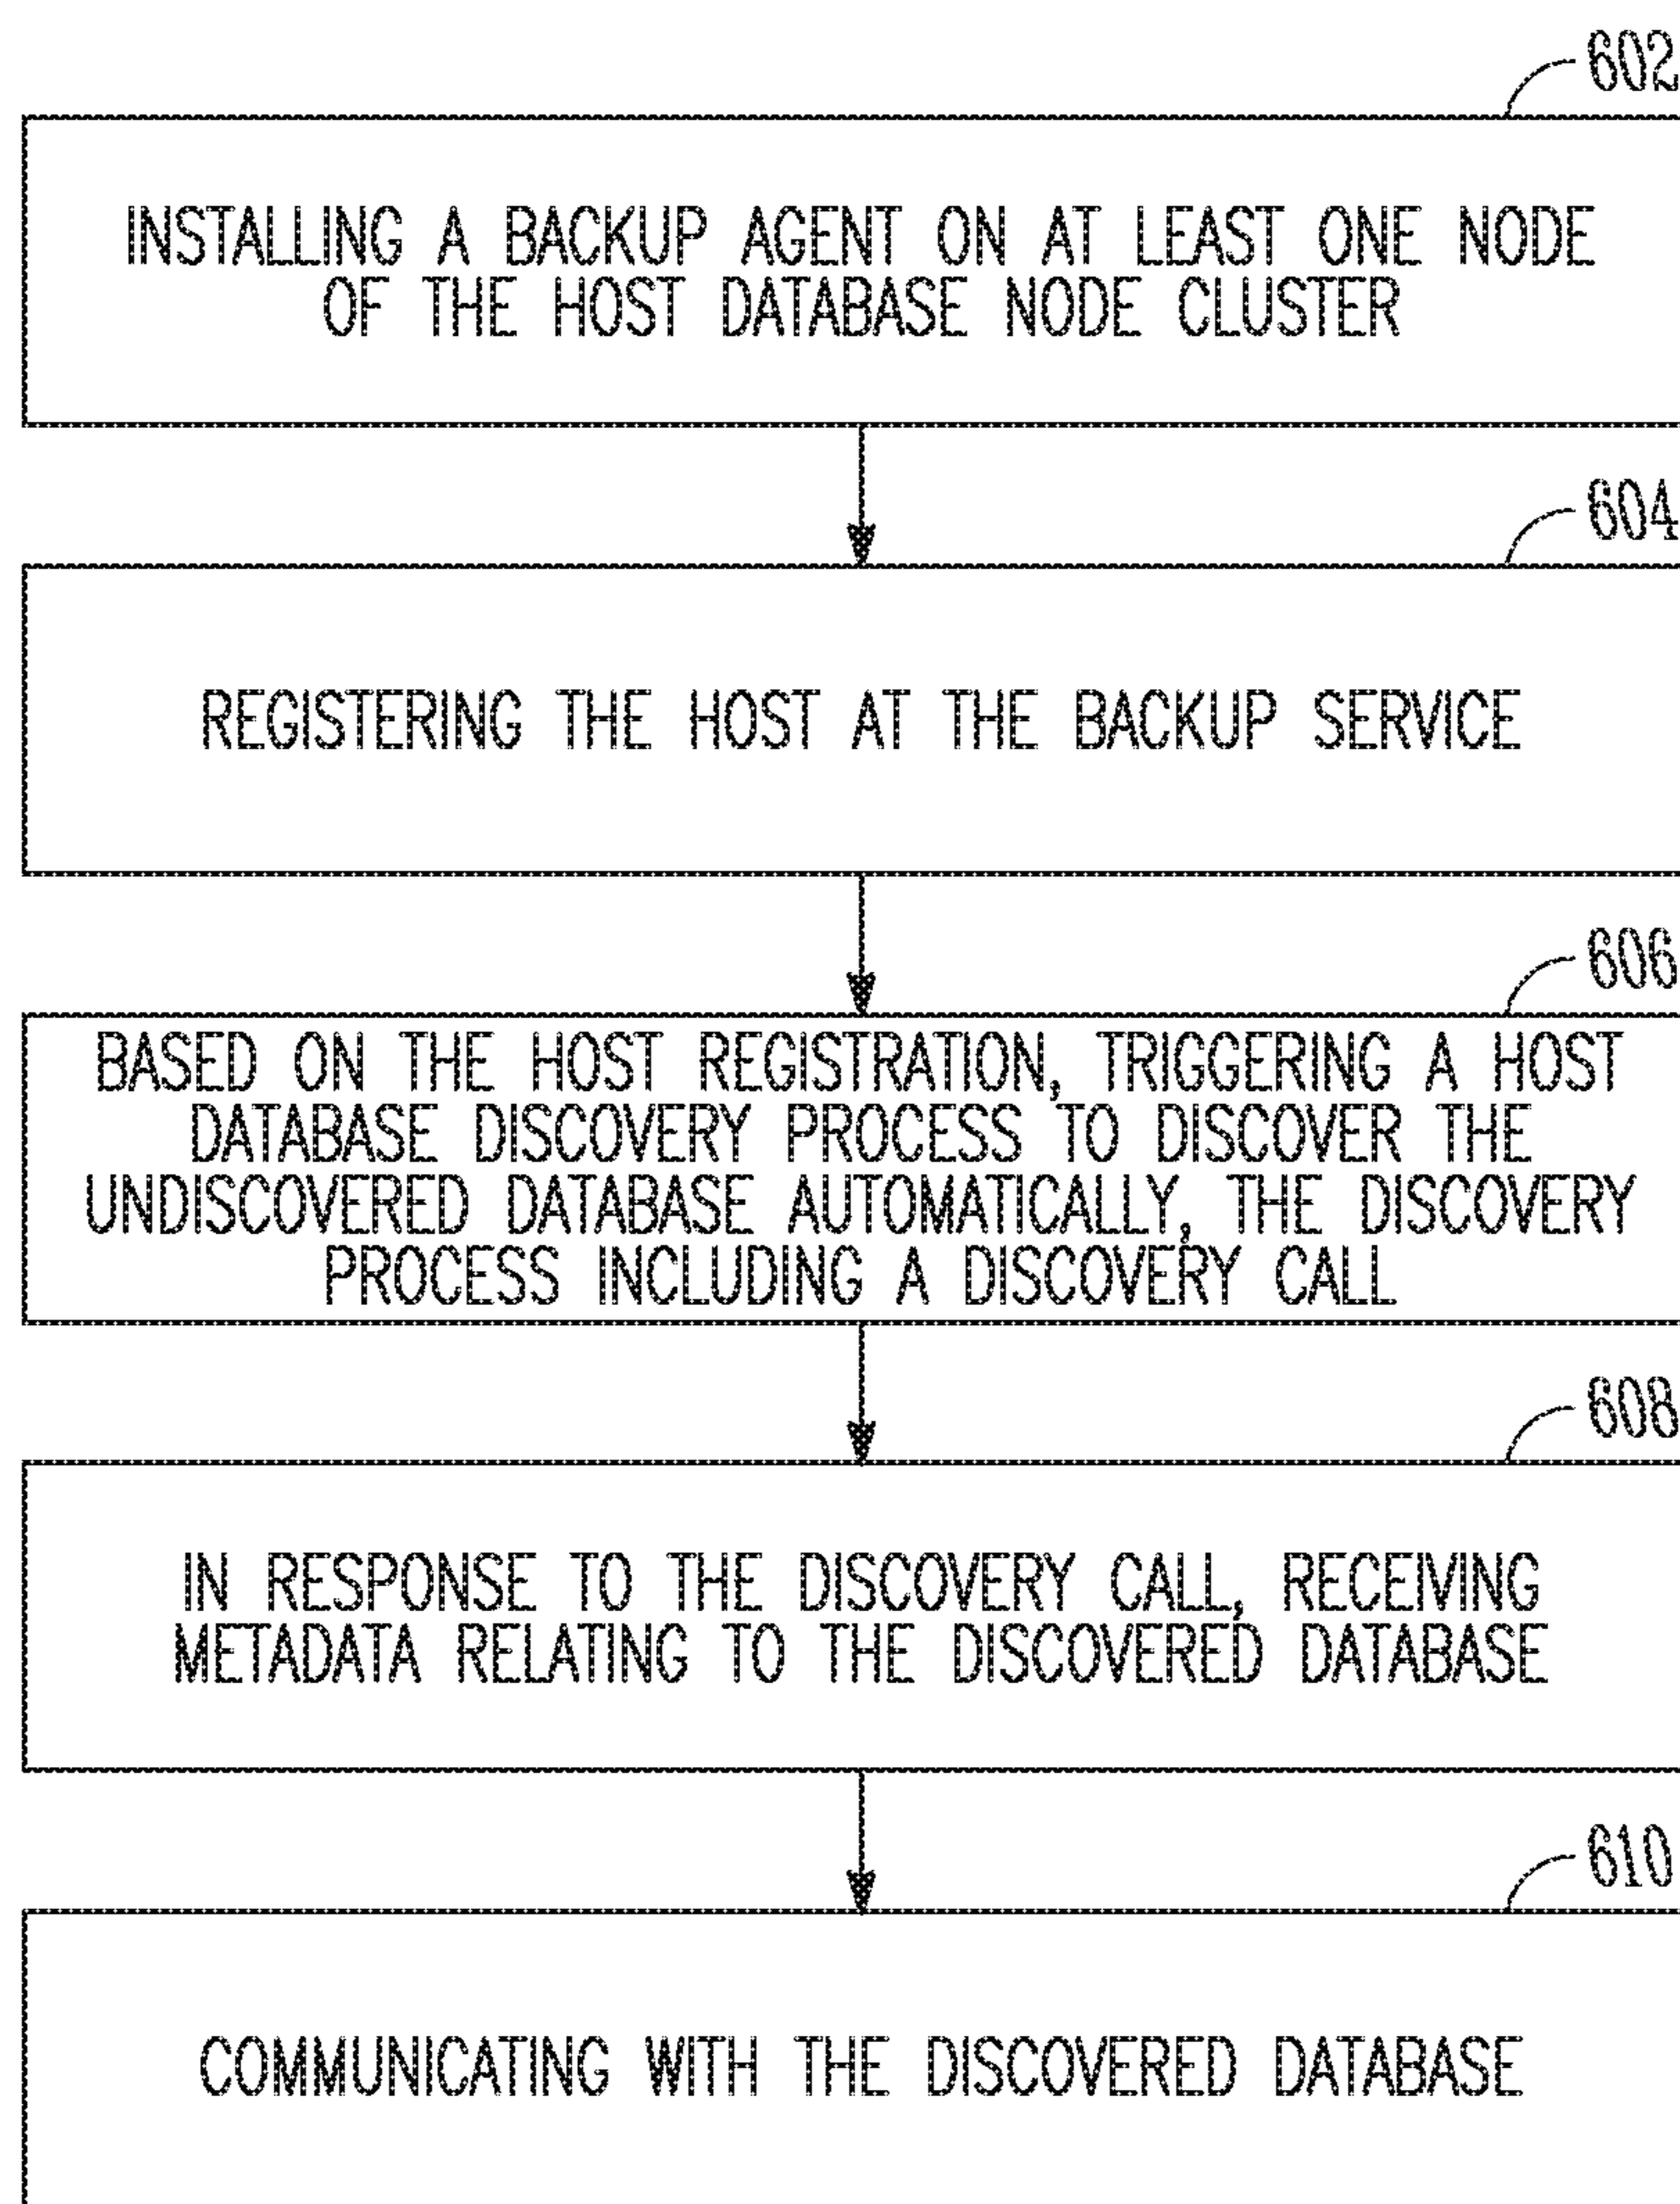 602
INSTALLING A BACKUP AGENT ON AT LEAST ONE NODE
OF THE HOST DATABASE NODE CLUSTER
604
REGISTERING THE HOST AT THE BACKUP SERVICE
606
BASED ON THE HOST REGISTRATION, TRIGGERING A HOST
DATABASE DISCOVERY PROCESS TO DISCOVER THE
UNDISCOVERED DATABASE AUTOMATICALLY, THE DISCOVERY
PROCESS INCLUDING A DISCOVERY CALL
608
IN RESPONSE TO THE DISCOVERY CALL, RECEIVING
METADATA RELATING TO THE DISCOVERED DATABASE
610
COMMUNICATING WITH THE DISCOVERED DATABASE